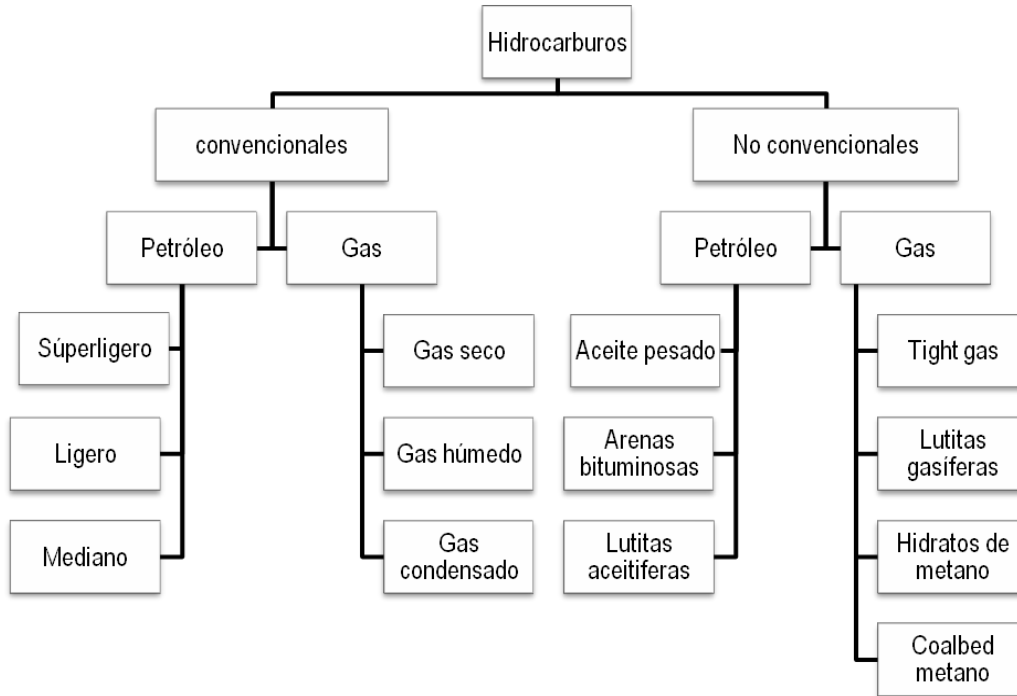 Hidrocarburos
convencionales
No convencionales
Petróleo
Gas
Petróleo
Gas
Súperligero
Gas seco
Aceite pesado
Tight gas
Ligero
Gas húmedo
Arenas
bituminosas
Lutitas
gasíferas
Mediano
Gas
condensado
Lutitas
aceitiferas
Hidratos de
metano
Coalbed
metano